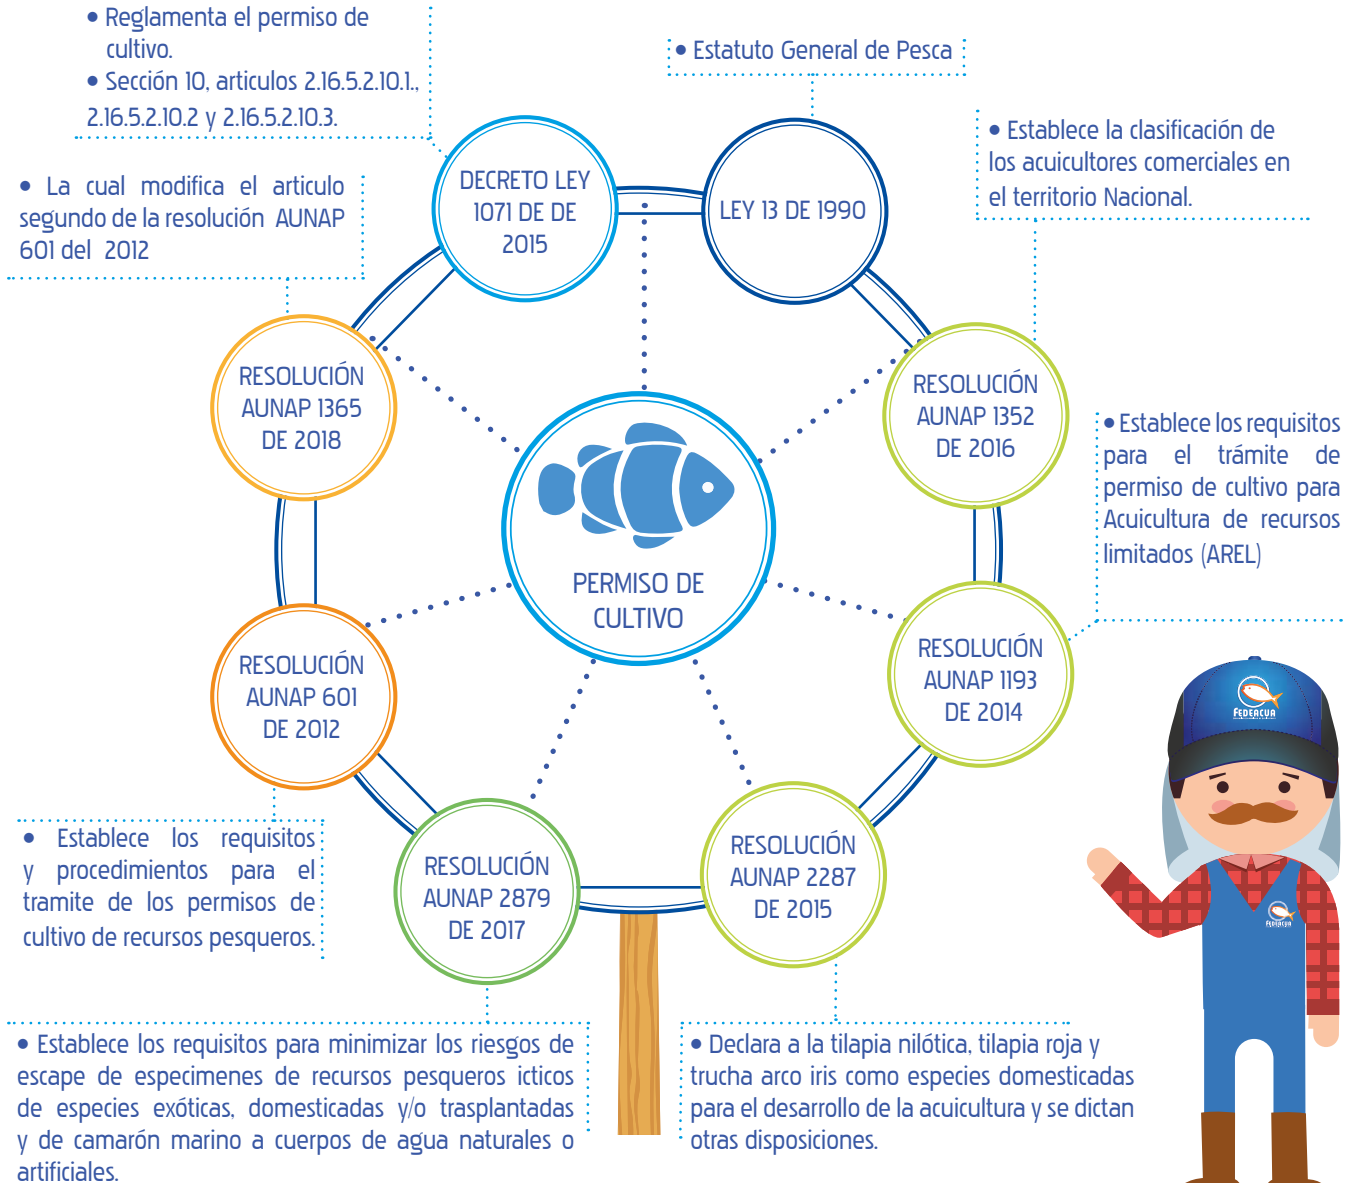 • Reglamenta el permiso de
cultivo.
• Sección 10, articulos 2.16.5.2.10.1.,
2.16.5.2.10.2 y 2.16.5.2.10.3.
• Estatuto General de Pesca
• Establece la clasificación de
los acuicultores comerciales en
el territorio Nacional.
• La cual modifica el articulo
segundo de la resolución AUNAP
601 del 2012
DECRETO LEY
1071 DE DE
2015
LEY 13 DE 1990
RESOLUCIÓN
AUNAP 1365
DE 2018
RESOLUCIÓN
AUNAP 1352
DE 2016
• Establece los requisitos
para el trámite de
permiso de cultivo para
Acuicultura de recursos
limitados (AREL)
PERMISO DE
CULTIVO
RESOLUCIÓN
AUNAP 601
DE 2012
RESOLUCIÓN
AUNAP 1193
DE 2014
FEDEACUA
• Establece los requisitos
y procedimientos para el
tramite de los permisos de
cultivo de recursos pesqueros.
RESOLUCIÓN
AUNAP 2879
DE 2017
RESOLUCIÓN
AUNAP 2287
DE 2015
FEDEACUA
• Establece los requisitos para minimizar los riesgos de
escape de especimenes de recursos pesqueros icticos
de especies exóticas, domesticadas y/o trasplantadas
y de camarón marino a cuerpos de agua naturales o
artificiales.
• Declara a la tilapia nilótica, tilapia roja y
trucha arco iris como especies domesticadas
para el desarrollo de la acuicultura y se dictan
otras disposiciones.